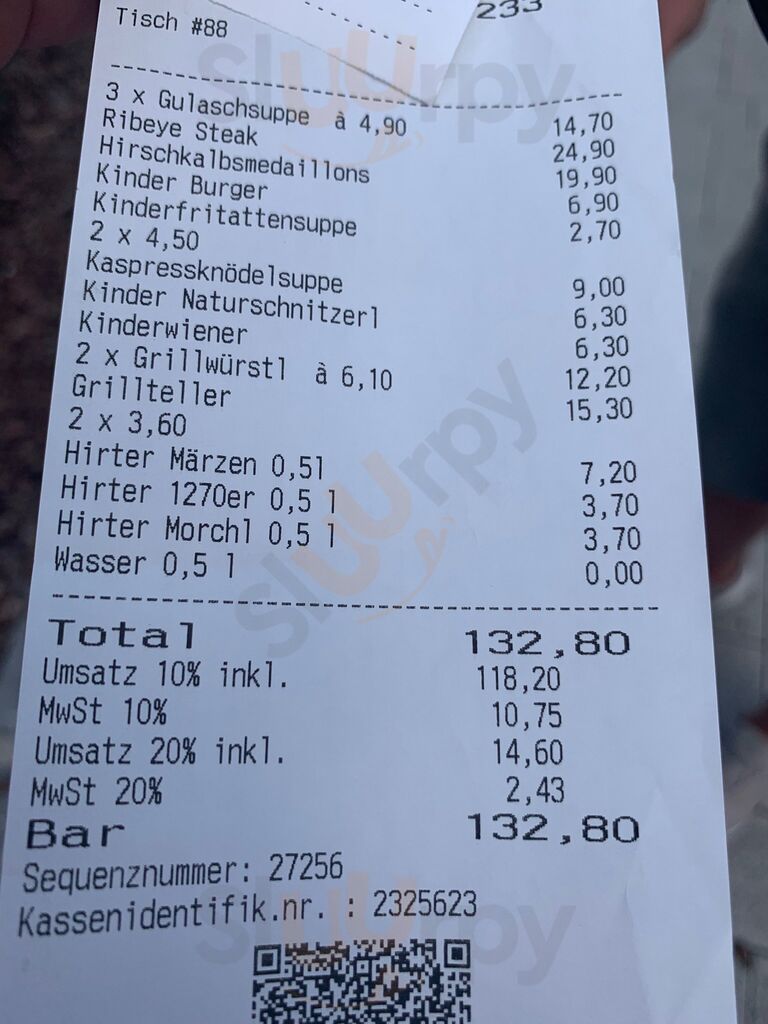 233
Tisch #88
3 x Gulaschsuppe à 4,90 14,70
Ribeye Steak 24,90
Hirschkalbsmedaillons 19,90
Kinder Burger 6,90
Kinderfritattensuppe 2,70
2 x 4,50
Kaspressknödelsuppe 9,00
Kinder Naturschnitzerl 6,30
Kinderwiener 6,30
2 x Grillwürstl à 6,10 12,20
Grillteller 15,30
2 x 3,60
Hirter Märzen 0,5l 7,20
Hirter 1270er 0,5 l 3,70
Hirter Morchl 0,5 l 3,70
Wasser 0,5 l 0,00
Total 132,80
Umsatz 10% inkl. 118,20
MwSt 10% 10,75
Umsatz 20% inkl. 14,60
MwSt 20% 2,43
Bar 132,80
Sequenznummer: 27256
Kassenidentifik.nr. : 2325623
Sluurpy
Sluurpy
Sluurpy